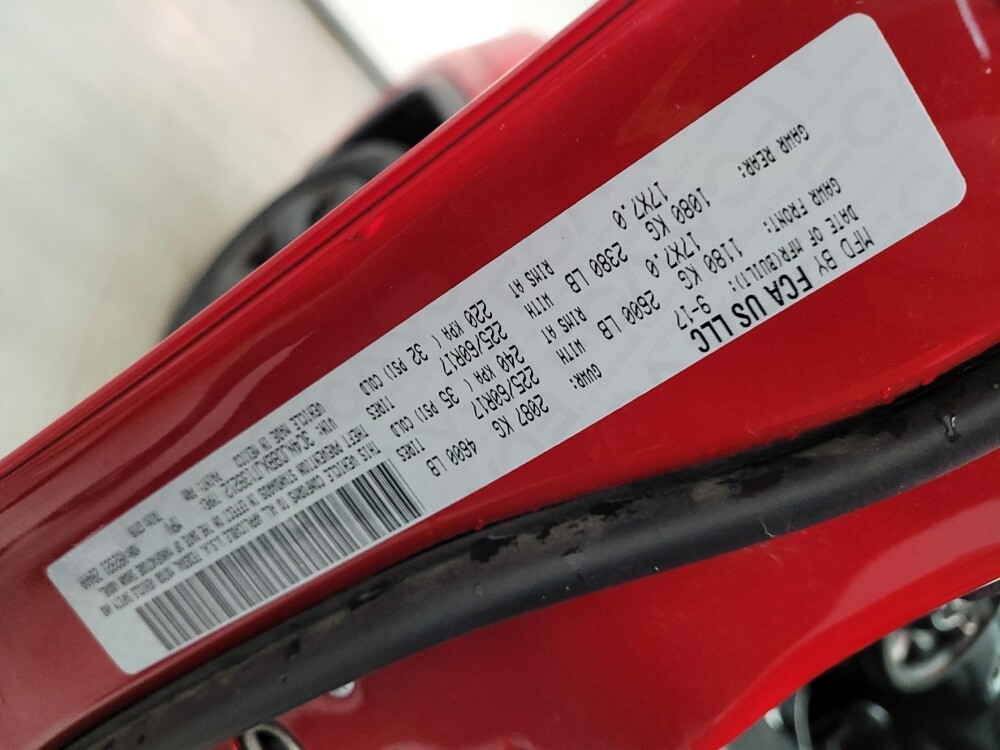 MFD BY FCA US LLC
DATE OF MFR(BUILT): 9-17 GVWR: 2087 KG 4600 LB
GAWR FRONT: 1180 KG 2600 LB WITH 225/60R17 TIRES
17X7.0 RIMS AT 240 KPA ( 35 PSI) COLD
GAWR REAR: 1080 KG 2380 LB WITH 225/60R17 TIRES
17X7.0 RIMS AT 220 KPA ( 32 PSI) COLD
THIS VEHICLE CONFORMS TO ALL APPLICABLE U.S.A. FEDERAL MOTOR VEHICLE SAFETY AND
THEFT PREVENTION STANDARDS IN EFFECT ON THE DATE OF MANUFACTURE SHOWN ABOVE.
VIN: TYPE: MPV
VEHICLE MADE IN MEXICO PAINT: TRIM: